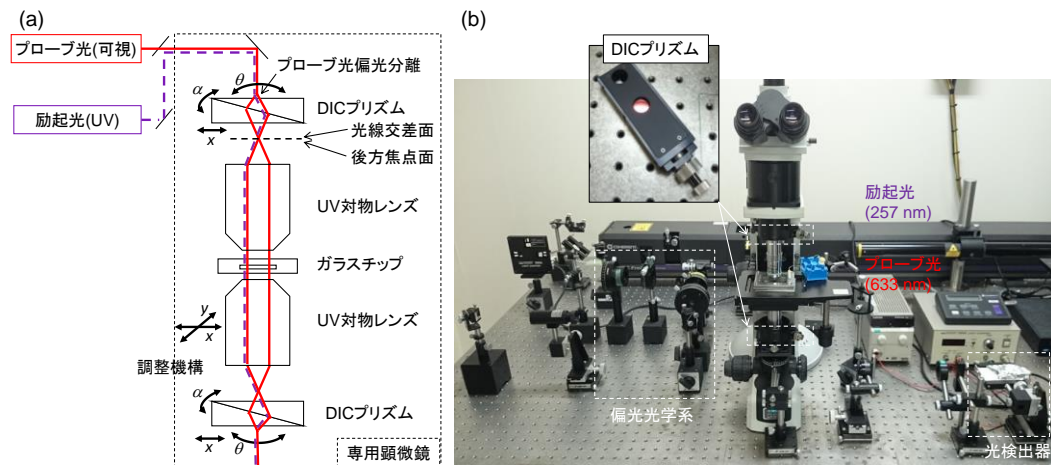 (a)
プローブ光(可視)
励起光(UV)
θ
プローブ光偏光分離
α
DICプリズム
x
光線交差面
後方焦点面
UV対物レンズ
ガラスチップ
UV対物レンズ
y
x
調整機構
α
DICプリズム
x
θ
専用顕微鏡
(b)
DICプリズム
励起光
(257 nm)
プローブ光
(633 nm)
偏光光学系
光検出器